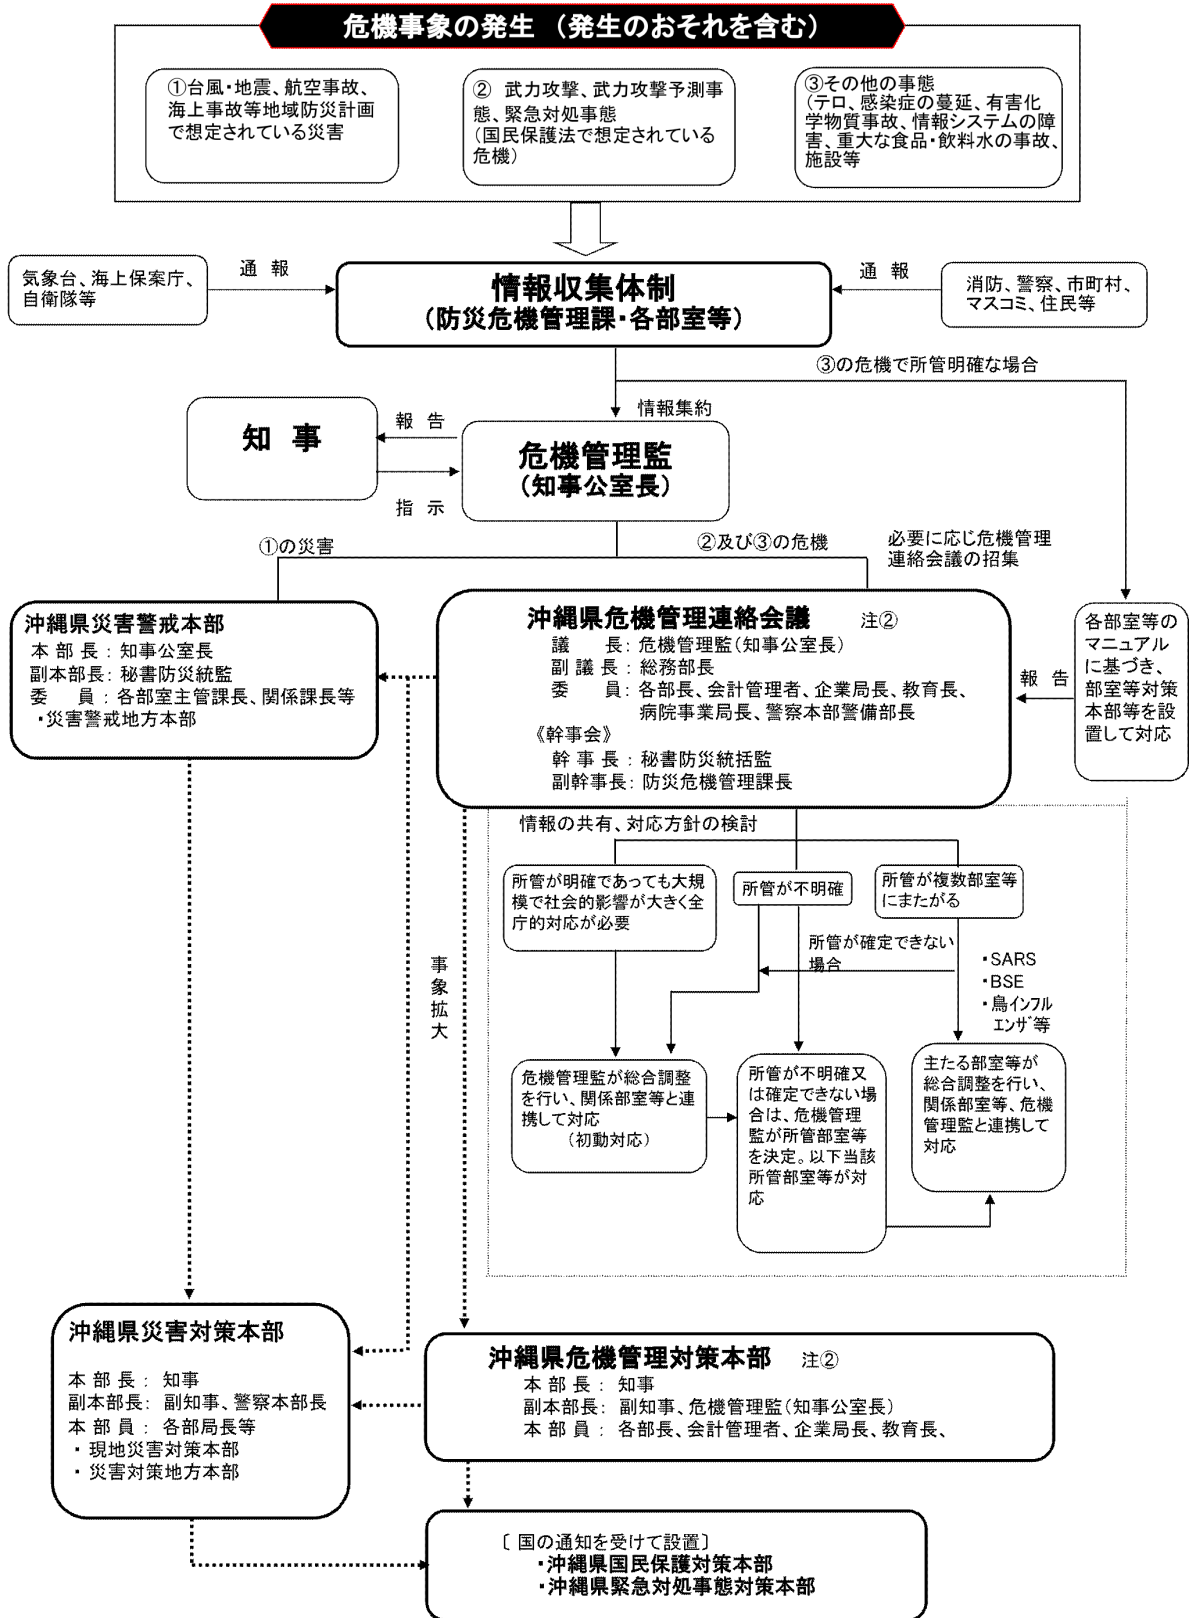 危機事象の発生 （発生のおそれを含む）
①台風・地震、航空事故、
海上事故等地域防災計画
で想定されている災害
② 武力攻撃、武力攻撃予測事
態、緊急対処事態
（国民保護法で想定されている
危機）
③その他の事態
（テロ、感染症の蔓延、有害化
学物質事故、情報システムの障
害、重大な食品・飲料水の事故、
施設等
気象台、海上保案庁、
自衛隊等
通 報
情報収集体制
（防災危機管理課・各部室等）
通 報
消防、警察、市町村、
マスコミ、住民等
③の危機で所管明確な場合
情報集約
知 事
報 告
指 示
危機管理監
（知事公室長）
①の災害
②及び③の危機
必要に応じ危機管理
連絡会議の招集
沖縄県災害警戒本部
本 部 長 ： 知事公室長
副本部長： 秘書防災統監
委 員 ： 各部室主管課長、関係課長等
・災害警戒地方本部
沖縄県危機管理連絡会議 注②
議 長： 危機管理監（知事公室長）
副 議 長 ： 総務部長
委 員： 各部長、会計管理者、企業局長、教育長、
病院事業局長、警察本部警備部長
《幹事会》
幹 事 長 ： 秘書防災統括監
副幹事長： 防災危機管理課長
報 告
各部室等の
マニュアル
に基づき、
部室等対策
本部等を設
置して対応
情報の共有、対応方針の検討
所管が明確であっても大規
模で社会的影響が大きく全
庁的対応が必要
所管が不明確
所管が複数部室等
にまたがる
所管が確定できない
場合
・SARS
・BSE
・鳥インフル
エンザ等
事象拡大
危機管理監が総合調整
を行い、関係部室等と連
携して対応
（初動対応）
所管が不明確又
は確定できない場
合は、危機管理
監が所管部室等
を決定。以下当該
所管部室等が対
応
主たる部室等が
総合調整を行い、
関係部室等、危機
管理監と連携して
対応
沖縄県災害対策本部
本 部 長 ： 知事
副本部長： 副知事、警察本部長
本 部 員 ： 各部局長等
・ 現地災害対策本部
・ 災害対策地方本部
沖縄県危機管理対策本部 注②
本 部 長 ： 知事
副本部長： 副知事、危機管理監（知事公室長）
本 部 員 ： 各部長、会計管理者、企業局長、教育長、
〔 国の通知を受けて設置〕
・沖縄県国民保護対策本部
・沖縄県緊急対処事態対策本部